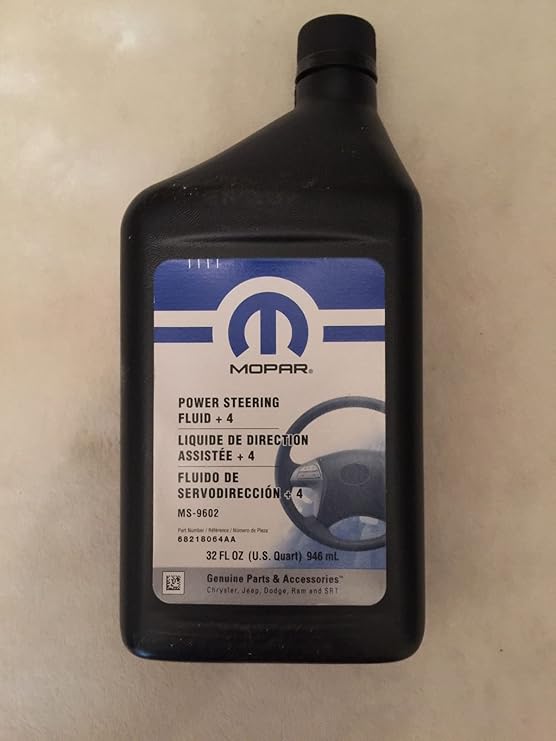 MOPAR®
POWER STEERING
FLUID + 4
LIQUIDE DE DIRECTION
ASSISTÉE + 4
FLUIDO DE
SERVODIRECCIÓN + 4
MS-9602
Part Number / Référence / Número de Pieza
68218064AA
32 FL OZ (U.S. Quart) 946 mL
Genuine Parts & Accessories™
Chrysler, Jeep, Dodge, Ram and SRT